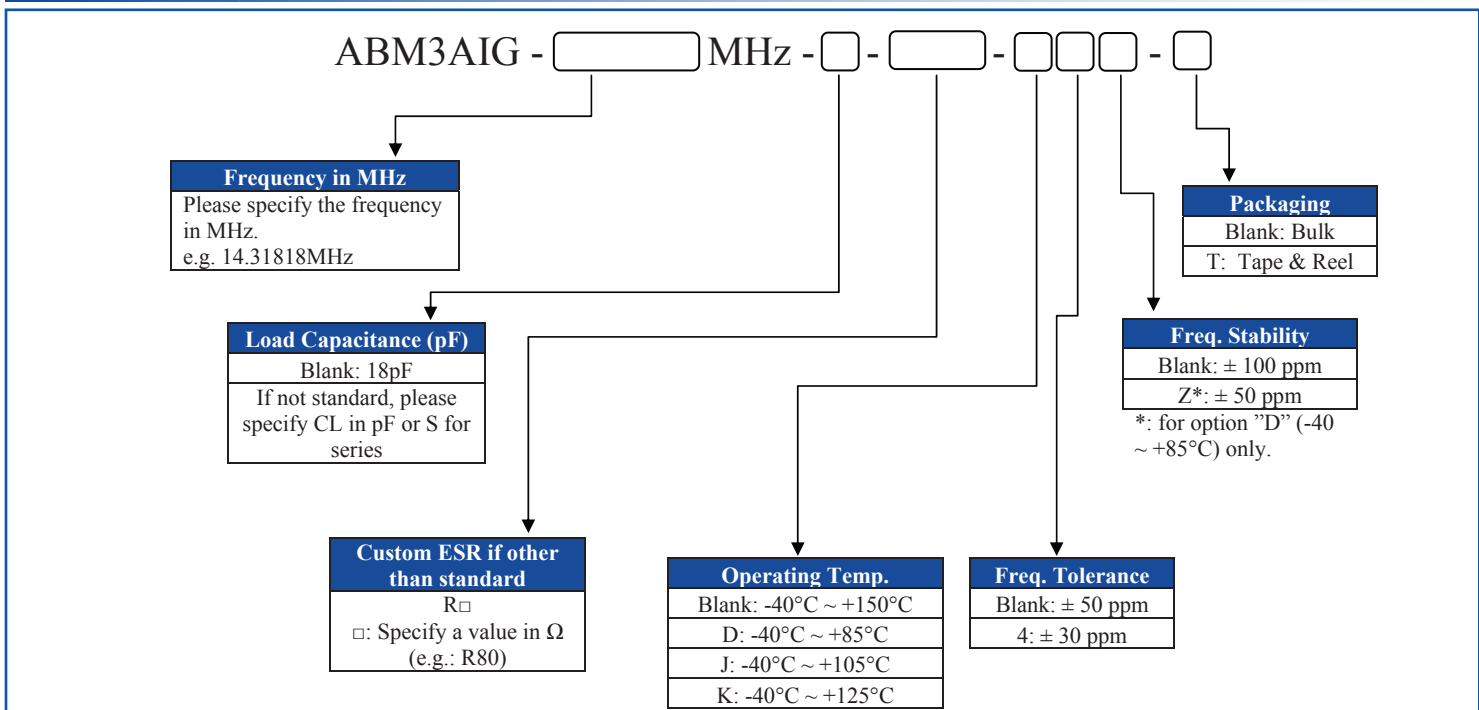 ABM3AIG - MHz - - - -
Frequency in MHz
Please specify the frequency
in MHz.
e.g. 14.31818MHz
Load Capacitance (pF)
Blank: 18pF
If not standard, please
specify CL in pF or S for
series
Custom ESR if other
than standard
R□
□: Specify a value in Ω
(e.g.: R80)
Operating Temp.
Blank: -40°C ~ +150°C
D: -40°C ~ +85°C
J: -40°C ~ +105°C
K: -40°C ~ +125°C
Freq. Tolerance
Blank: ± 50 ppm
4: ± 30 ppm
Freq. Stability
Blank: ± 100 ppm
Z*: ± 50 ppm
*: for option ”D” (-40
~ +85°C) only.
Packaging
Blank: Bulk
T: Tape & Reel